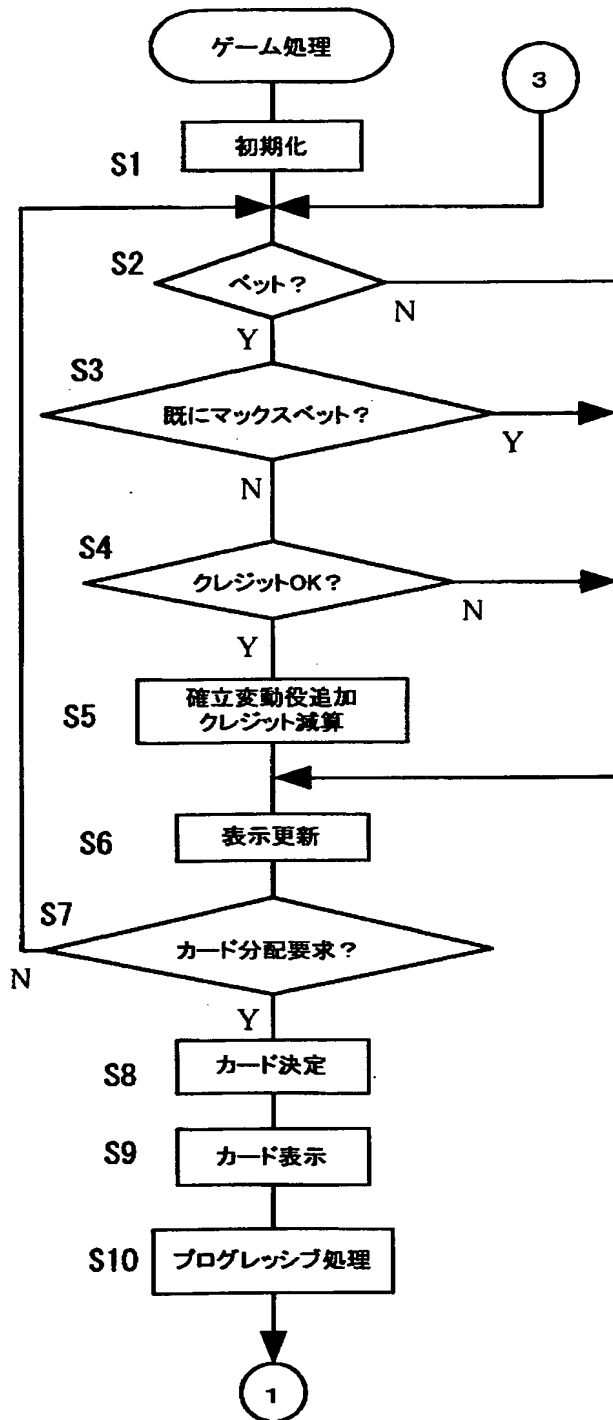 ゲーム処理
3
S1
初期化
S2
ベット？
N
Y
S3
既にマックスベット？
Y
N
S4
クレジットOK？
N
Y
S5
確立変動役追加
クレジット減算
S6
表示更新
S7
カード分配要求？
N
Y
S8
カード決定
S9
カード表示
S10
プログレッシブ処理
1